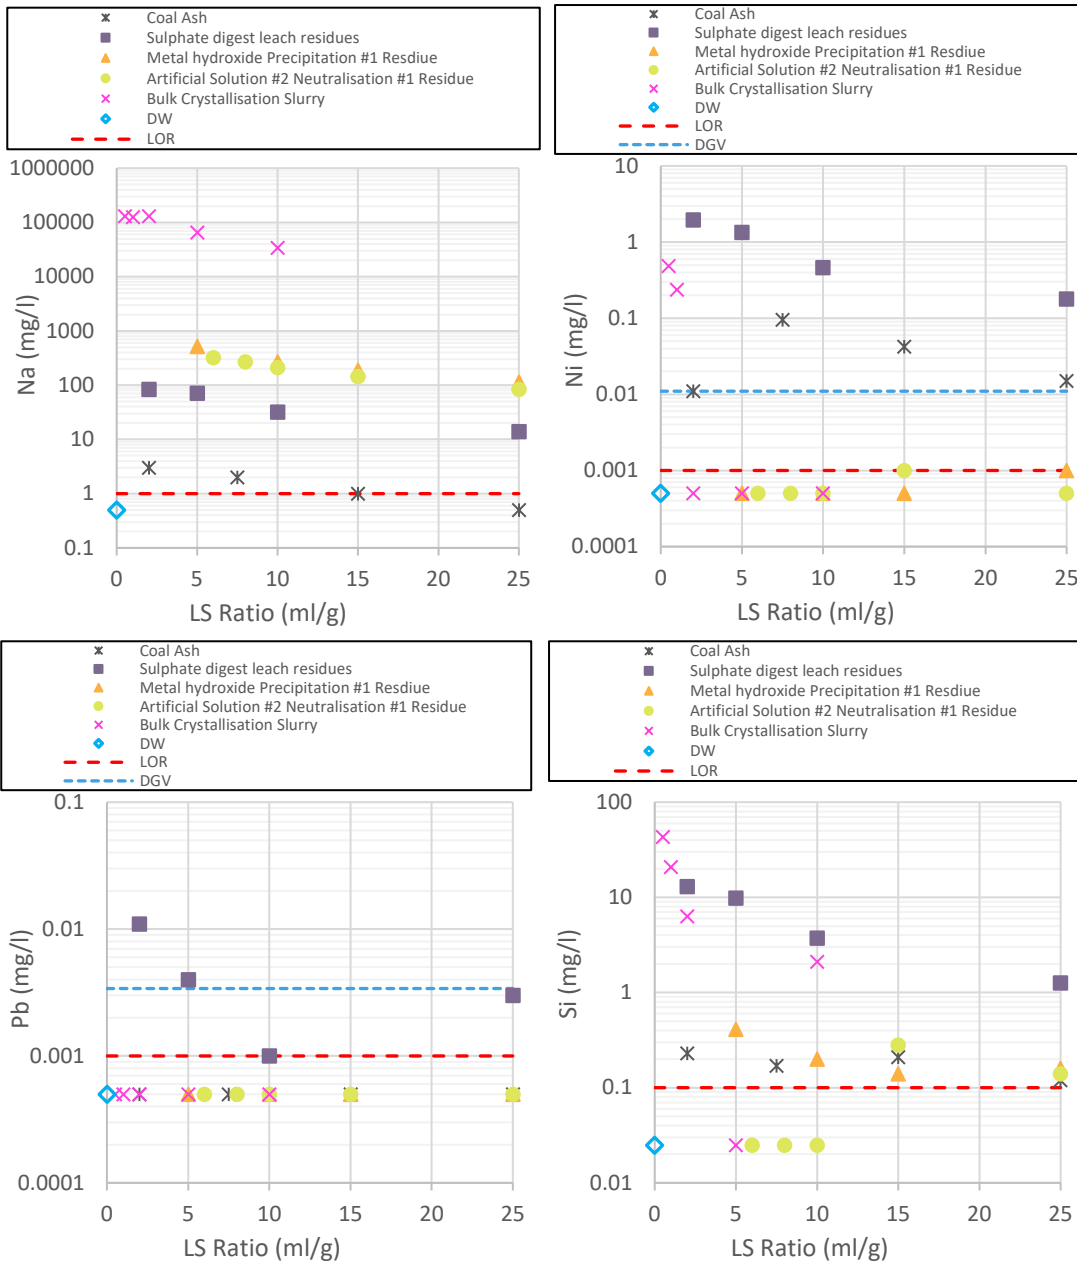 Coal Ash
Sulphate digest leach residues
Metal hydroxide Precipitation #1 Resdiue
Artificial Solution #2 Neutralisation #1 Residue
Bulk Crystallisation Slurry
DW
LOR
1000000
100000
10000
1000
100
10
1
0.1
Na (mg/l)
0 5 10 15 20 25
LS Ratio (ml/g)
Coal Ash
Sulphate digest leach residues
Metal hydroxide Precipitation #1 Resdiue
Artificial Solution #2 Neutralisation #1 Residue
Bulk Crystallisation Slurry
DW
LOR
DGV
10
1
0.1
0.01
0.001
0.0001
Ni (mg/l)
0 5 10 15 20 25
LS Ratio (ml/g)
Coal Ash
Sulphate digest leach residues
Metal hydroxide Precipitation #1 Resdiue
Artificial Solution #2 Neutralisation #1 Residue
Bulk Crystallisation Slurry
DW
LOR
DGV
0.1
0.01
0.001
0.0001
Pb (mg/l)
0 5 10 15 20 25
LS Ratio (ml/g)
Coal Ash
Sulphate digest leach residues
Metal hydroxide Precipitation #1 Resdiue
Artificial Solution #2 Neutralisation #1 Residue
Bulk Crystallisation Slurry
DW
LOR
100
10
1
0.1
0.01
Si (mg/l)
0 5 10 15 20 25
LS Ratio (ml/g)